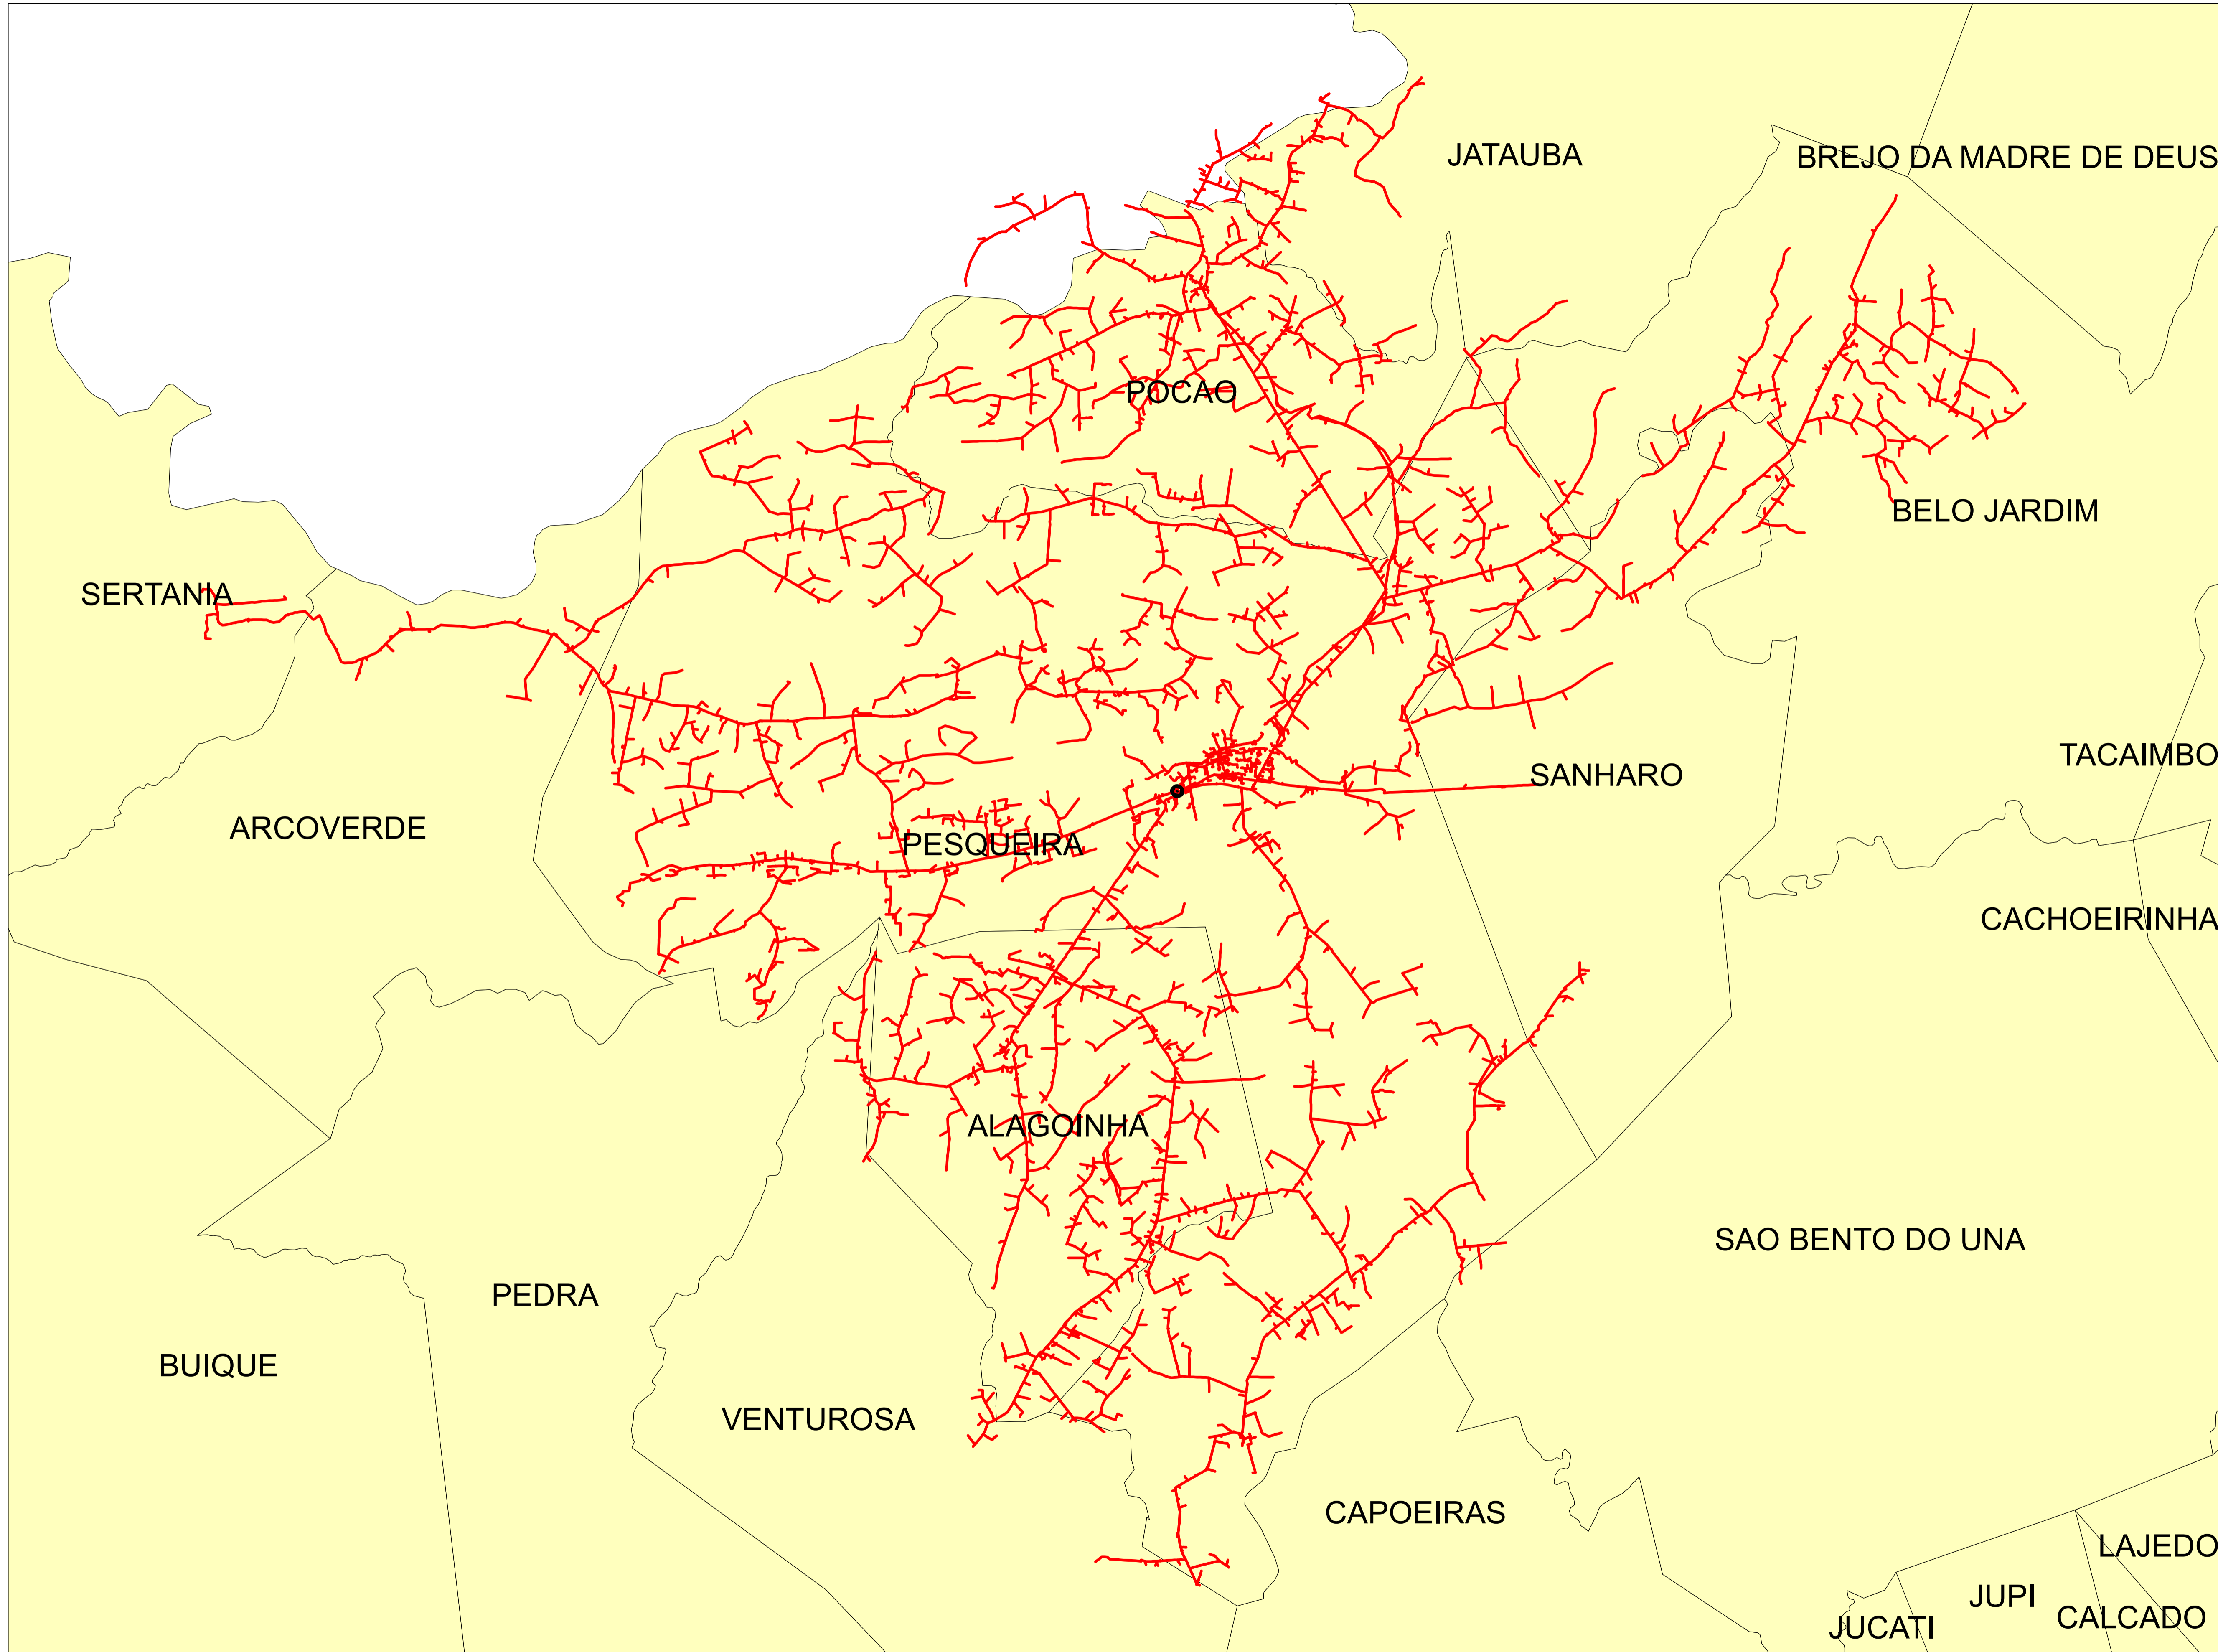 JATAUBA
BREJO DA MADRE DE DEUS
POCAO
BELO JARDIM
SERTANIA
TACAIMBO
SANHARO
ARCOVERDE
PESQUEIRA
CACHOEIRINHA
ALAGOINHA
SAO BENTO DO UNA
PEDRA
BUIQUE
VENTUROSA
CAPOEIRAS
LAJEDO
JUPI
CALCADO
JUCATI